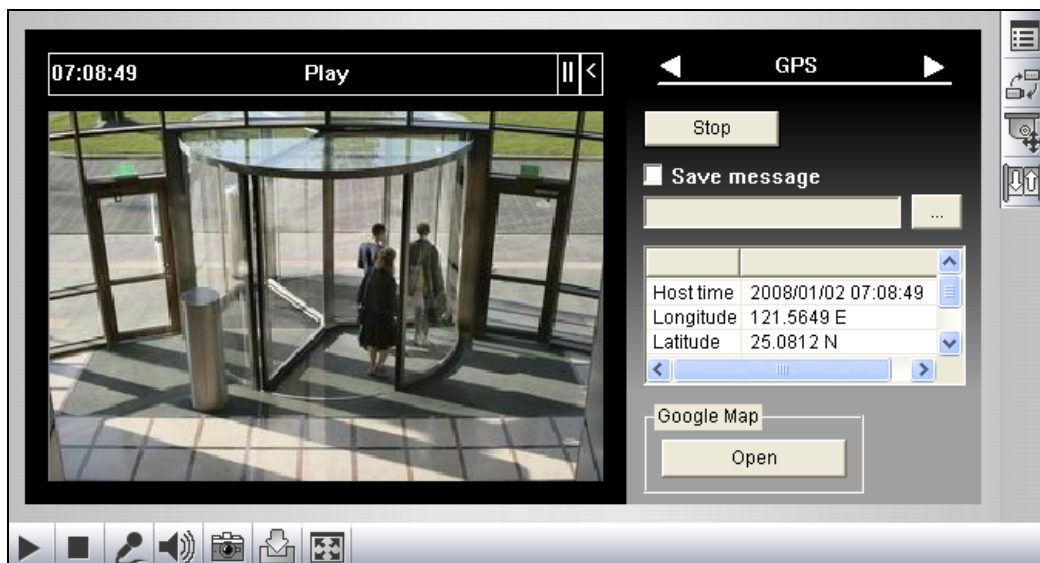 07:08:49 Play
GPS
Stop
Save message
...
Host time 2008/01/02 07:08:49
Longitude 121.5649 E
Latitude 25.0812 N
Google Map
Open